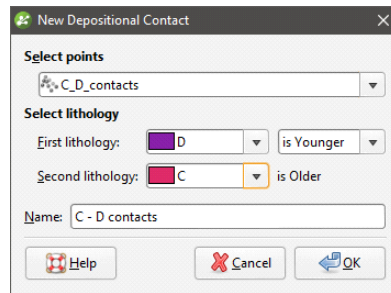 New Depositional Contact
Select points
C_D_contacts
Select lithology
First lithology: D is Younger
Second lithology: C is Older
Name: C - D contacts
Help Cancel OK